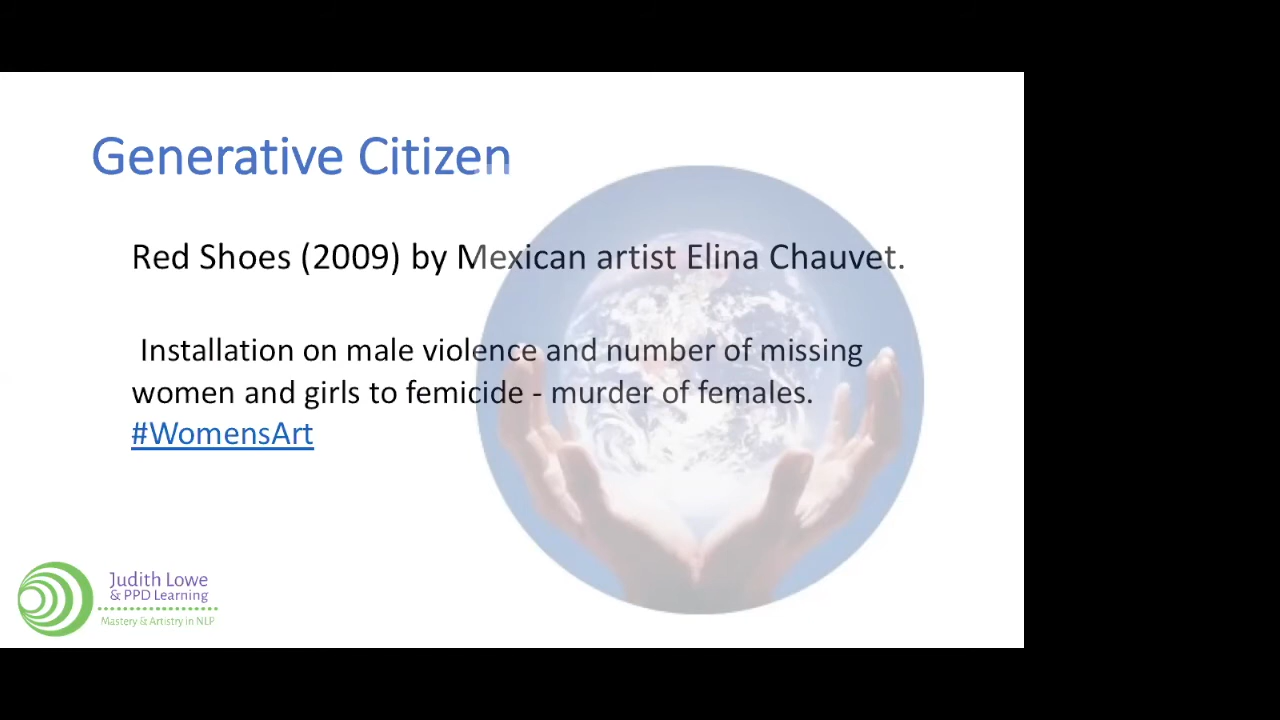 Generative Citizen
Red Shoes (2009) by Mexican artist Elina Chauvet.
Installation on male violence and number of missing
women and girls to femicide - murder of females.
#WomensArt
Judith Lowe
& PPD Learning
Mastery & Artistry in NLP